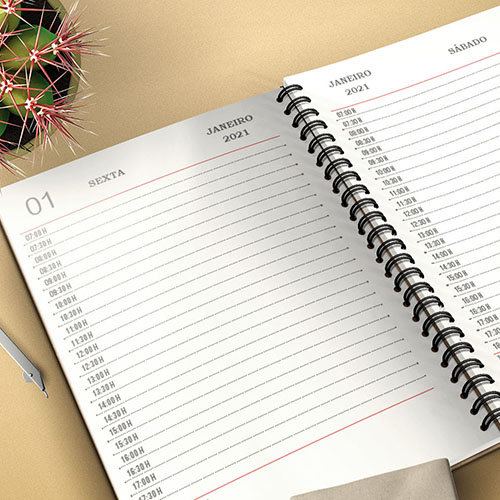 01
SEXTA
JANEIRO
2021
07:00 H
07:30 H
08:00 H
08:30 H
09:00 H
09:30 H
10:00 H
10:30 H
11:00 H
11:30 H
12:00 H
12:30 H
13:00 H
13:30 H
14:00 H
14:30 H
15:00 H
15:30 H
16:00 H
16:30 H
17:00 H
17:30 H
JANEIRO
2021
SÁBADO
07:00 H
07:30 H
08:00 H
08:30 H
09:00 H
09:30 H
10:00 H
10:30 H
11:00 H
11:30 H
12:00 H
12:30 H
13:00 H
13:30 H
14:00 H
14:30 H
15:00 H
15:30 H
16:00 H
16:30 H
17:00 H